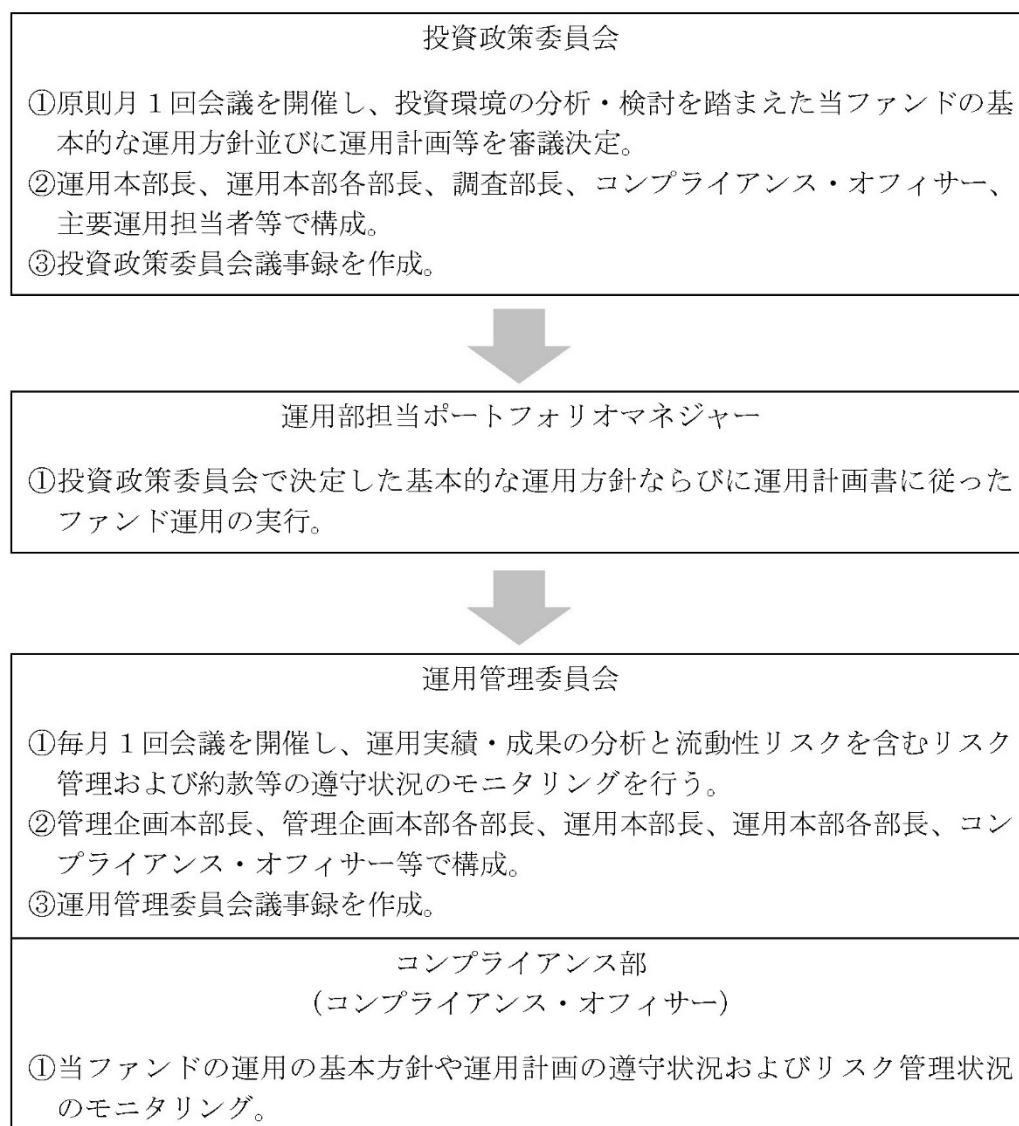 投資政策委員会
①原則月１回会議を開催し、投資環境の分析・検討を踏まえた当ファンドの基
本的な運用方針並びに運用計画等を審議決定。
②運用本部長、運用本部各部長、調査部長、コンプライアンス・オフィサー、
主要運用担当者等で構成。
③投資政策委員会議事録を作成。
運用部担当ポートフォリオマネジャー
①投資政策委員会で決定した基本的な運用方針ならびに運用計画書に従った
ファンド運用の実行。
運用管理委員会
①毎月１回会議を開催し、運用実績・成果の分析と流動性リスクを含むリスク
管理および約款等の遵守状況のモニタリングを行う。
②管理企画本部長、管理企画本部各部長、運用本部長、運用本部各部長、コン
プライアンス・オフィサー等で構成。
③運用管理委員会議事録を作成。
コンプライアンス部
（コンプライアンス・オフィサー）
①当ファンドの運用の基本方針や運用計画の遵守状況およびリスク管理状況
のモニタリング。